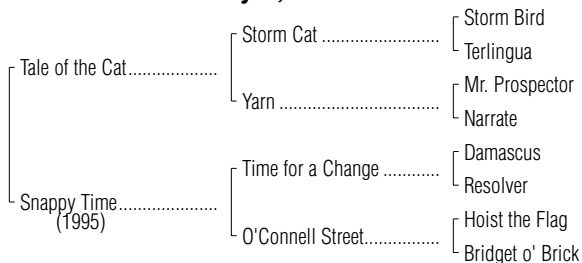 Storm Bird
Storm Cat ..............................
Terlingua
Tale of the Cat...................
Mr. Prospector
Yarn .........................................
Narrate
Damascus
Time for a Change .............
Resolver
Snappy Time.....................
(1995)
Hoist the Flag
O'Connell Street..................
Bridget o' Brick